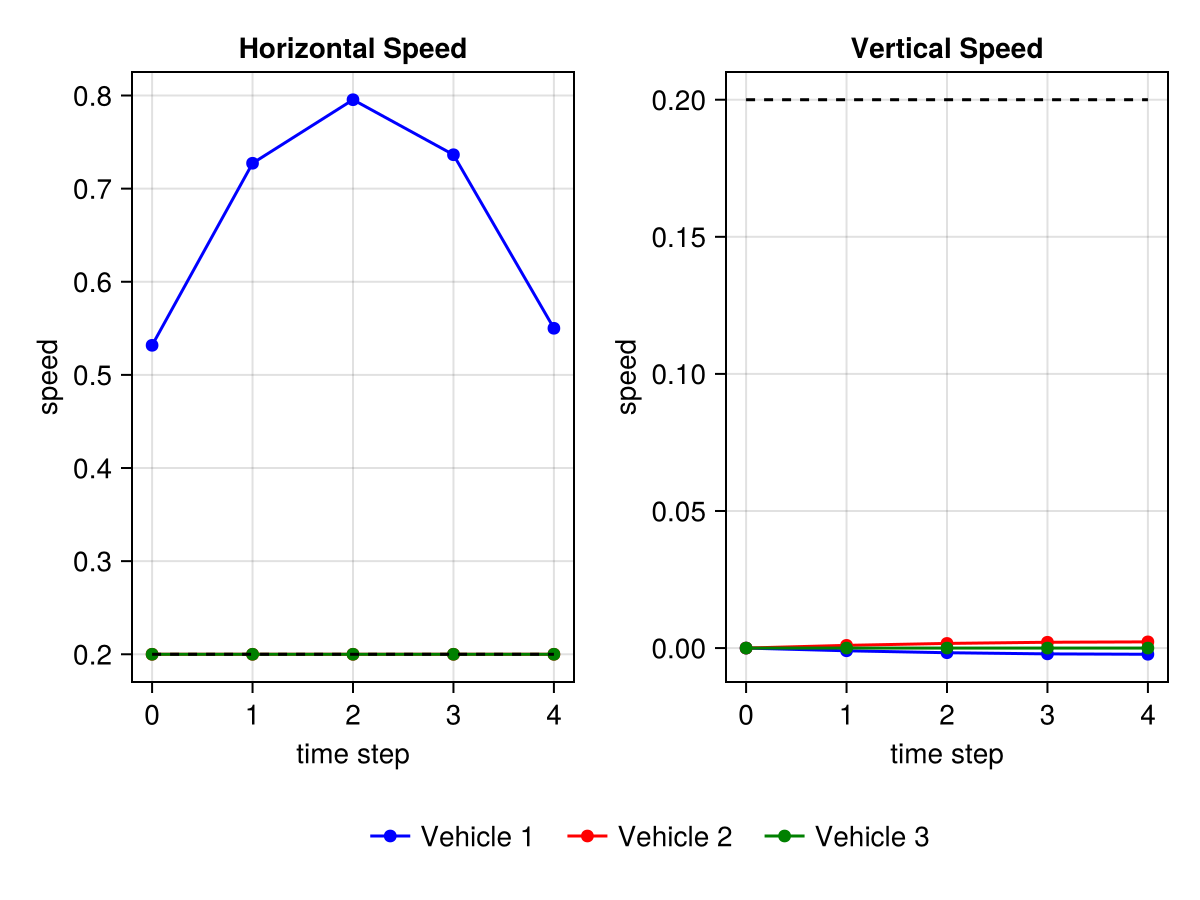 Horizontal Speed
0.8
0.7
0.6
0.5
0.4
0.3
0.2
speed
0 1 2 3 4
time step
Vertical Speed
0.20
0.15
0.10
0.05
0.00
speed
0 1 2 3 4
time step
Vehicle 1 Vehicle 2 Vehicle 3